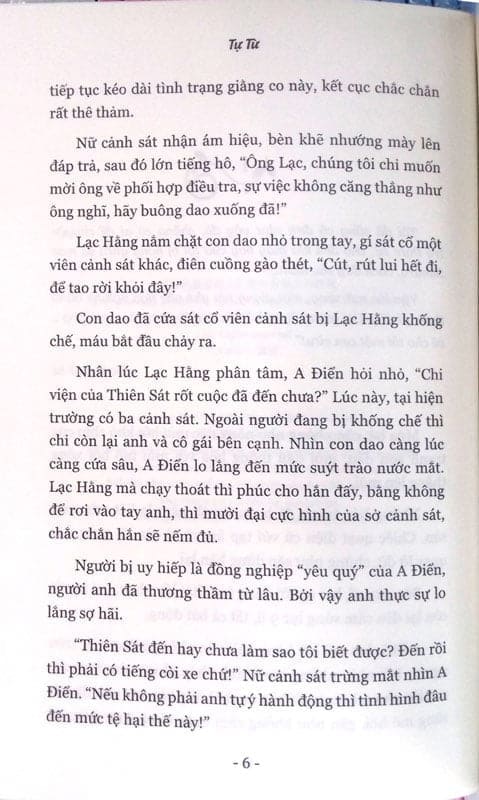 Tự Từ
tiếp tục kéo dài tình trạng giằng co này, kết cục chắc chắn
rất thê thảm.
Nữ cảnh sát nhận ám hiệu, bèn khẽ nhướng mày lên
đáp trả, sau đó lớn tiếng hô, “Ông Lạc, chúng tôi chỉ muốn
mời ông về phối hợp điều tra, sự việc không căng thẳng như
ông nghĩ, hãy buông dao xuống đã!”
Lạc Hằng nắm chặt con dao nhỏ trong tay, gí sát cổ một
viên cảnh sát khác, điên cuồng gào thét, “Cút, rút lui hết đi,
để tao rời khỏi đây!”
Con dao đã cứa sát cổ viên cảnh sát bị Lạc Hằng khống
chế, máu bắt đầu chảy ra.
Nhân lúc Lạc Hằng phân tâm, A Điển hỏi nhỏ, “Chi
viện của Thiên Sát rốt cuộc đã đến chưa?” Lúc này, tại hiện
trường có ba cảnh sát. Ngoài người đang bị khống chế thì
chỉ còn lại anh và cô gái bên cạnh. Nhìn con dao càng lúc
càng cứa sâu, A Điển lo lắng đến mức suýt trào nước mắt.
Lạc Hằng mà chạy thoát thì phúc cho hắn đấy, bằng không
để rơi vào tay anh, thì mười đại cực hình của sở cảnh sát,
chắc chắn hắn sẽ nếm đủ.
Người bị uy hiếp là đồng nghiệp “yêu quý” của A Điển,
người anh đã thương thầm từ lâu. Bởi vậy anh thực sự lo
lắng sợ hãi.
“Thiên Sát đến hay chưa làm sao tôi biết được? Đến rồi
thì phải có tiếng còi xe chứ!” Nữ cảnh sát trừng mắt nhìn A
Điển. “Nếu không phải anh tự ý hành động thì tình hình đâu
đến mức tệ hại thế này!”
- 6 -